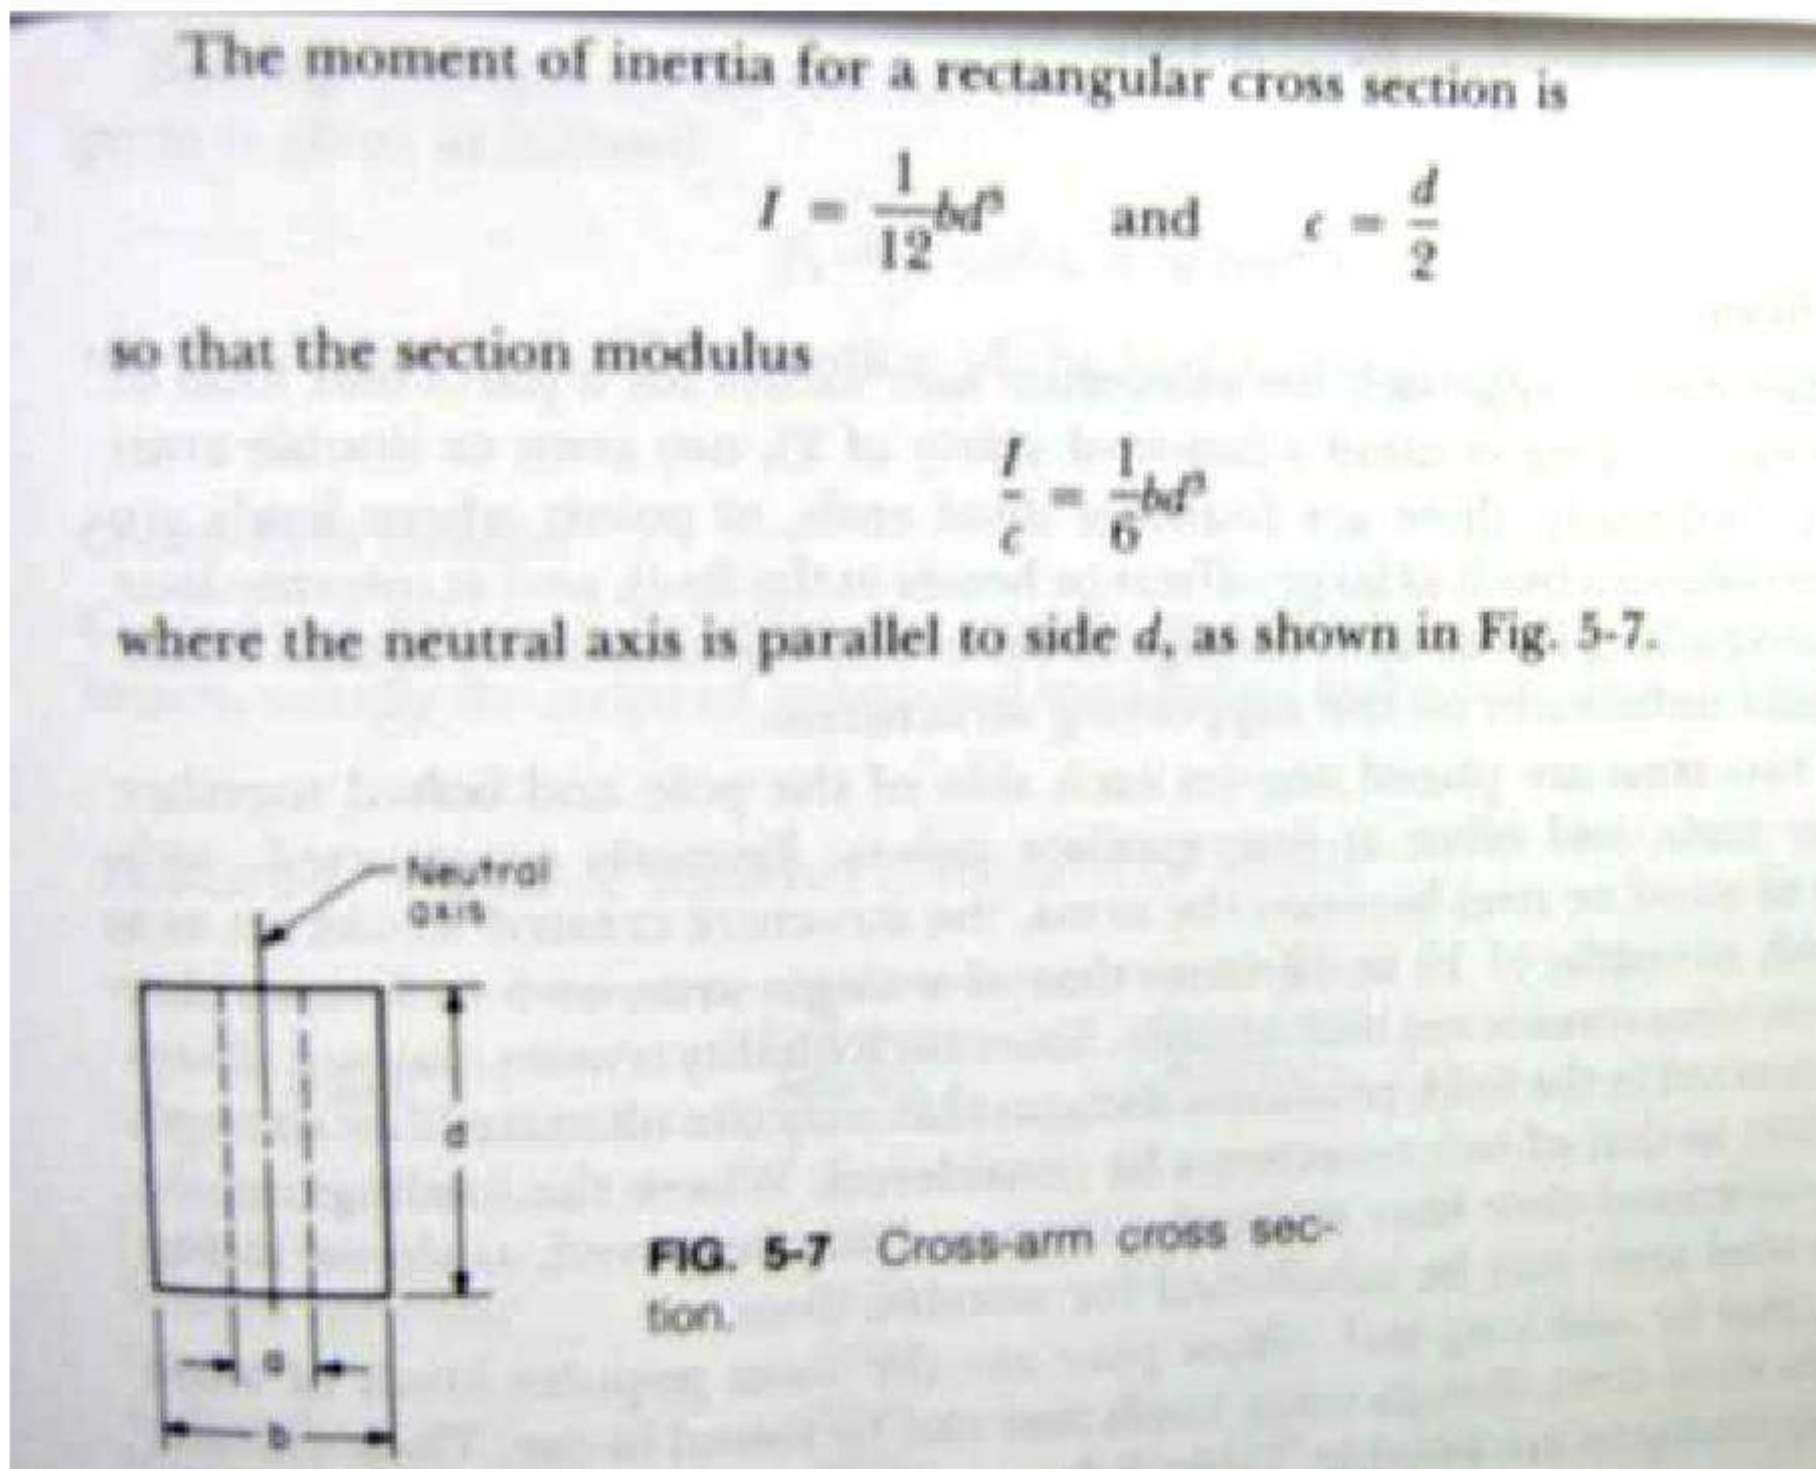 The moment of inertia for a rectangular cross section is
I = 1/12 bd³ and c = d/2
so that the section modulus
I/c = 1/6 bd³
where the neutral axis is parallel to side d, as shown in Fig. 5-7.
Neutral
axis
d
FIG. 5-7 Cross-arm cross sec-
tion.
a
b